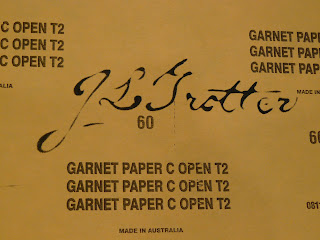 C OPEN T2
C OPEN T2
C OPEN T2
ALIA
GARNET PAPER
GARNET PAPER
GARNET PAPER
MADE IN
J L Trotter
60
60
GARNET PAPER C OPEN T2
GARNET PAPER C OPEN T2
GARNET PAPER C OPEN T2
MADE IN AUSTRALIA